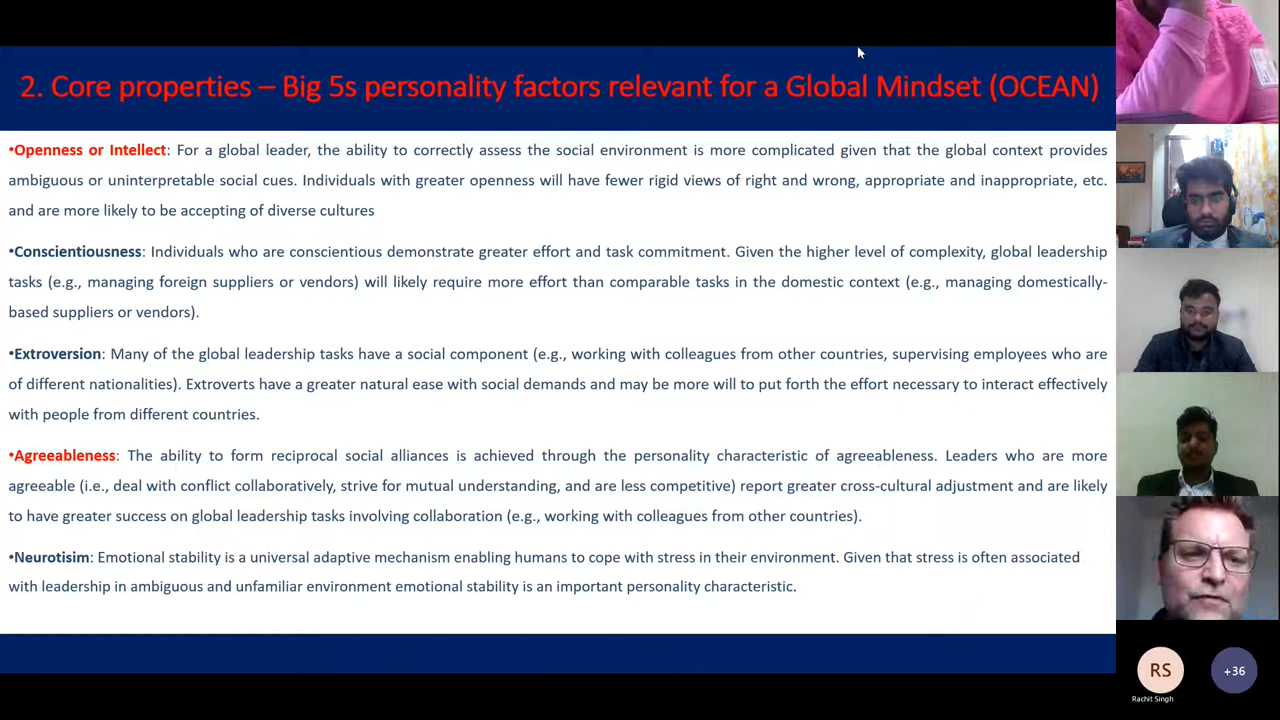 2. Core properties – Big 5s personality factors relevant for a Global Mindset (OCEAN)
•Openness or Intellect: For a global leader, the ability to correctly assess the social environment is more complicated given that the global context provides
ambiguous or uninterpretable social cues. Individuals with greater openness will have fewer rigid views of right and wrong, appropriate and inappropriate, etc.
and are more likely to be accepting of diverse cultures
•Conscientiousness: Individuals who are conscientious demonstrate greater effort and task commitment. Given the higher level of complexity, global leadership
tasks (e.g., managing foreign suppliers or vendors) will likely require more effort than comparable tasks in the domestic context (e.g., managing domestically-
based suppliers or vendors).
•Extroversion: Many of the global leadership tasks have a social component (e.g., working with colleagues from other countries, supervising employees who are
of different nationalities). Extroverts have a greater natural ease with social demands and may be more will to put forth the effort necessary to interact effectively
with people from different countries.
•Agreeableness: The ability to form reciprocal social alliances is achieved through the personality characteristic of agreeableness. Leaders who are more
agreeable (i.e., deal with conflict collaboratively, strive for mutual understanding, and are less competitive) report greater cross-cultural adjustment and are likely
to have greater success on global leadership tasks involving collaboration (e.g., working with colleagues from other countries).
•Neurotisim: Emotional stability is a universal adaptive mechanism enabling humans to cope with stress in their environment. Given that stress is often associated
with leadership in ambiguous and unfamiliar environment emotional stability is an important personality characteristic.
RS
+36
Rachit Singh